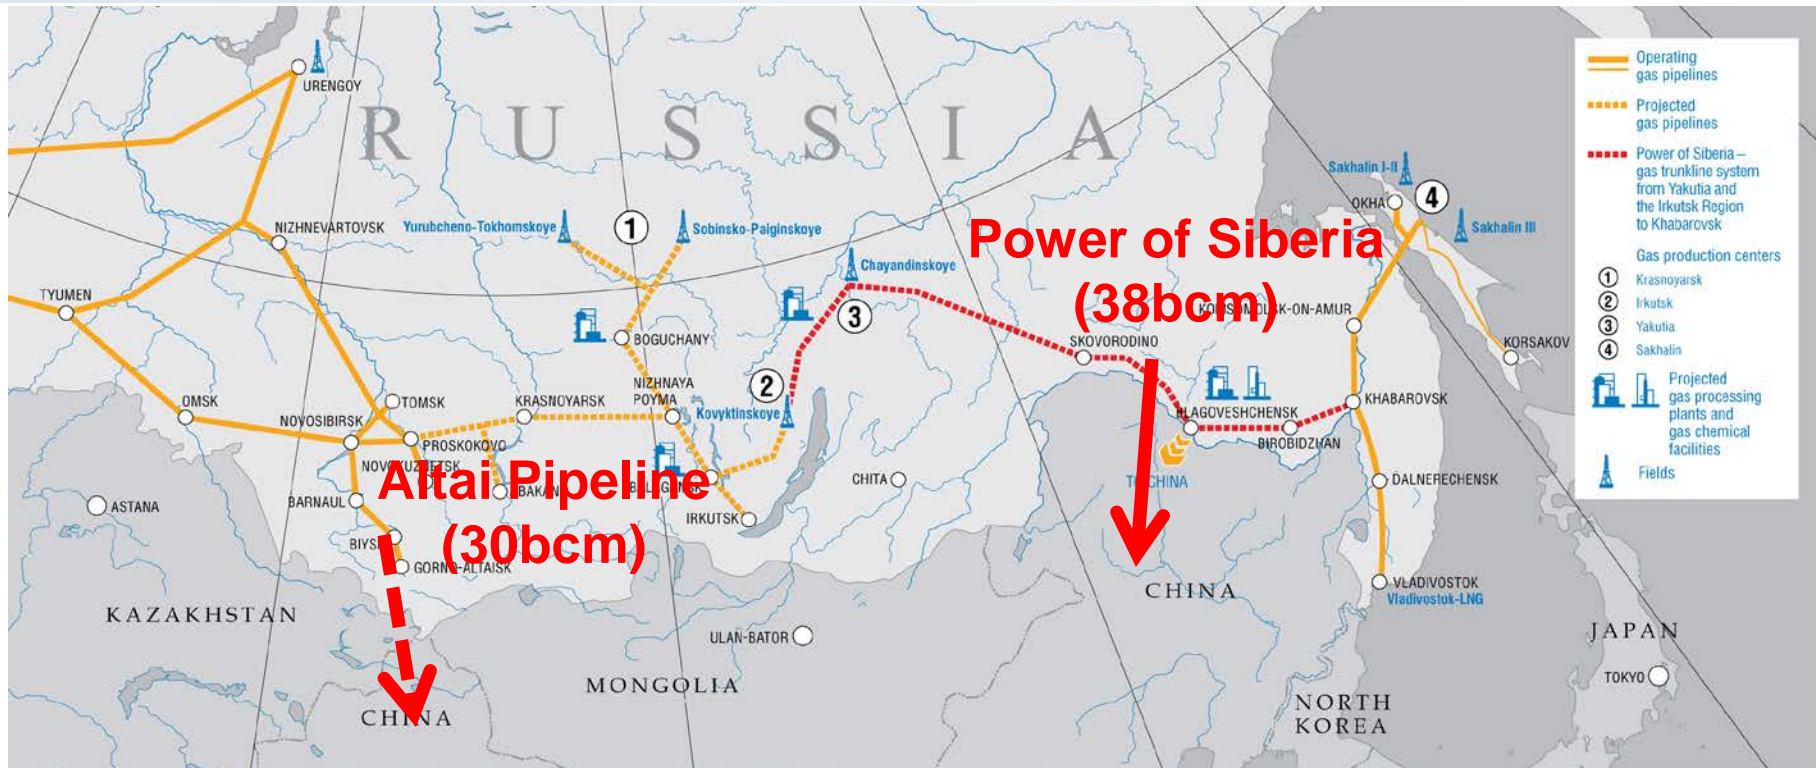 URENGOY
RUSSIA
Operating
gas pipelines
Projected
gas pipelines
Power of Siberia –
gas trunkline system
from Yakutia and
the Irkutsk Region
to Khabarovsk
Gas production centers
1 Krasnoyarsk
2 Irkutsk
3 Yakutia
4 Sakhalin
Projected
gas processing
plants and
gas chemical
facilities
Fields
Sakhalin I-II
4
OKHA
Sakhalin III
NIZHNEVARTOVSK
Yurubcheno-Tokhomskoye
1
Sobinsko-Paiginskoye
Power of Siberia
(38bcm)
Chayandinskoye
3
TYUMEN
KOMSOMOLSK-ON-AMUR
BOGUCHANY
SKOVORODINO
KORSAKOV
OMSK
TOMSK
NOVOSIBIRSK
KRASNOYARSK
NIZHNAYA
POYMA
2
Kovyktinskoye
BLAGOVESHCHENSK
KHABAROVSK
PROSKOKOVO
BIROBIDZHAN
NOVOKUZNETSK
Altai Pipeline
(30bcm)
BARNAUL
CHITA
TO CHINA
DALNERECHENSK
ASTANA
IRKUTSK
BIYSK
GORNO-ALTAISK
KAZAKHSTAN
CHINA
VLADIVOSTOK
Vladivostok-LNG
ULAN-BATOR
JAPAN
TOKYO
MONGOLIA
CHINA
NORTH
KOREA